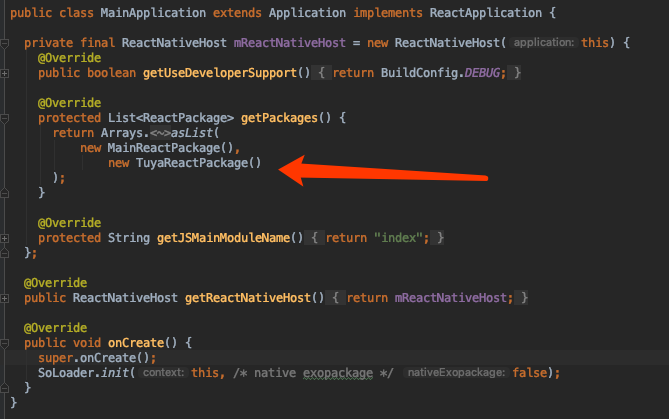 public class MainApplication extends Application implements ReactApplication {
private final ReactNativeHost mReactNativeHost = new ReactNativeHost( application: this) {
@Override
public boolean getUseDeveloperSupport() { return BuildConfig.DEBUG; }
@Override
protected List<ReactPackage> getPackages() {
return Arrays.<~>asList(
new MainReactPackage(),
new TuyaReactPackage()
);
}
@Override
protected String getJSMainModuleName() { return "index"; }
};
@Override
public ReactNativeHost getReactNativeHost() { return mReactNativeHost; }
@Override
public void onCreate() {
super.onCreate();
SoLoader.init( context: this, /* native exopackage */ nativeExopackage: false);
}
}